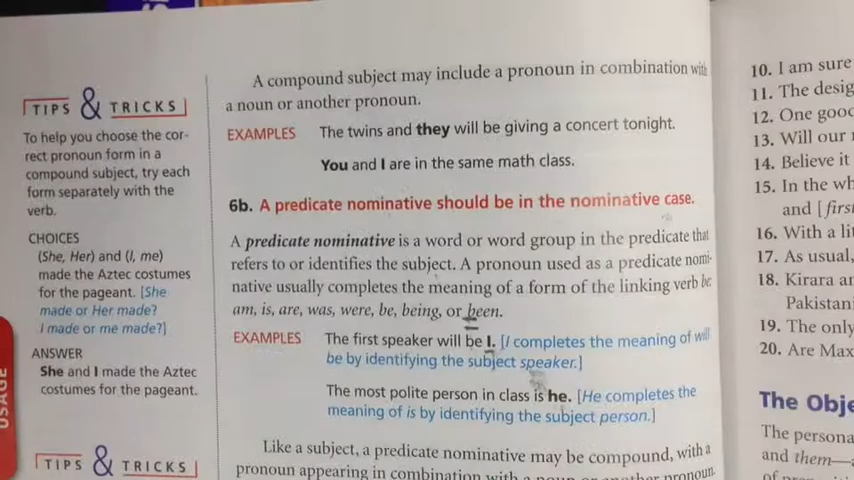 TIPS & TRICKS
To help you choose the cor-
rect pronoun form in a
compound subject, try each
form separately with the
verb.
CHOICES
(She, Her) and (I, me)
made the Aztec costumes
for the pageant. [She
made or Her made?
I made or me made?]
ANSWER
She and I made the Aztec
costumes for the pageant.
TIPS & TRICKS
USAGE
A compound subject may include a pronoun in combination with
a noun or another pronoun.
EXAMPLES The twins and they will be giving a concert tonight.
You and I are in the same math class.
6b. A predicate nominative should be in the nominative case.
A predicate nominative is a word or word group in the predicate that
refers to or identifies the subject. A pronoun used as a predicate nomi-
native usually completes the meaning of a form of the linking verb be:
am, is, are, was, were, be, being, or been.
EXAMPLES The first speaker will be I. [I completes the meaning of will
be by identifying the subject speaker.]
The most polite person in class is he. [He completes the
meaning of is by identifying the subject person.]
Like a subject, a predicate nominative may be compound, with a
pronoun appearing in combination with a noun or another pronoun.
10. I am sure
11. The desig
12. One good
13. Will our
14. Believe it
15. In the wh
and [first
16. With a lit
17. As usual,
18. Kirara an
Pakistani
19. The only
20. Are Max
The Obje
The persona
and them—a